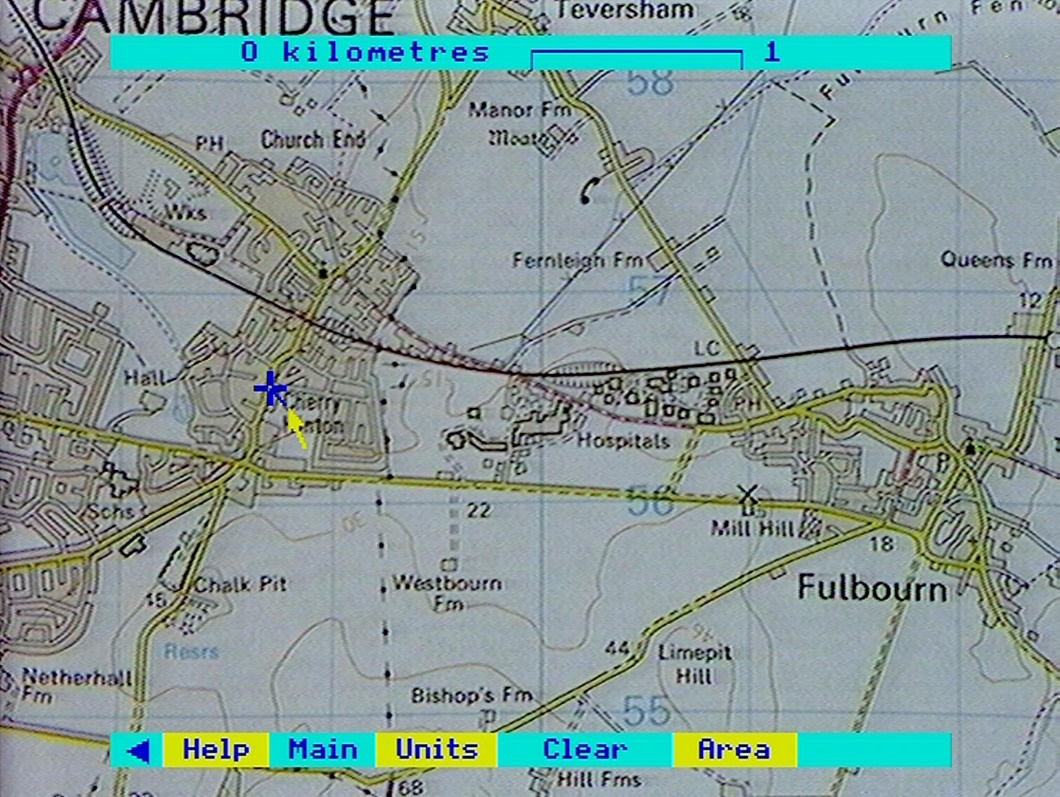 CAMBRIDGE
Teversham
0 kilometres 1
58
Manor Fm
Moat
PH
Church End
Wks
Fernleigh Fm
57
Queens Fm
12
LC
Hall
Cherry
Hinton
PH
Hospitals
P
56
22
Schs
Mill Hill
18
Chalk Pit
Westbourn
Fm
Fulbourn
Resrs
44
Limepit
Hill
Netherhall
Fm
Bishop's Fm
55
Help Main Units Clear Area
Hill Fms
68